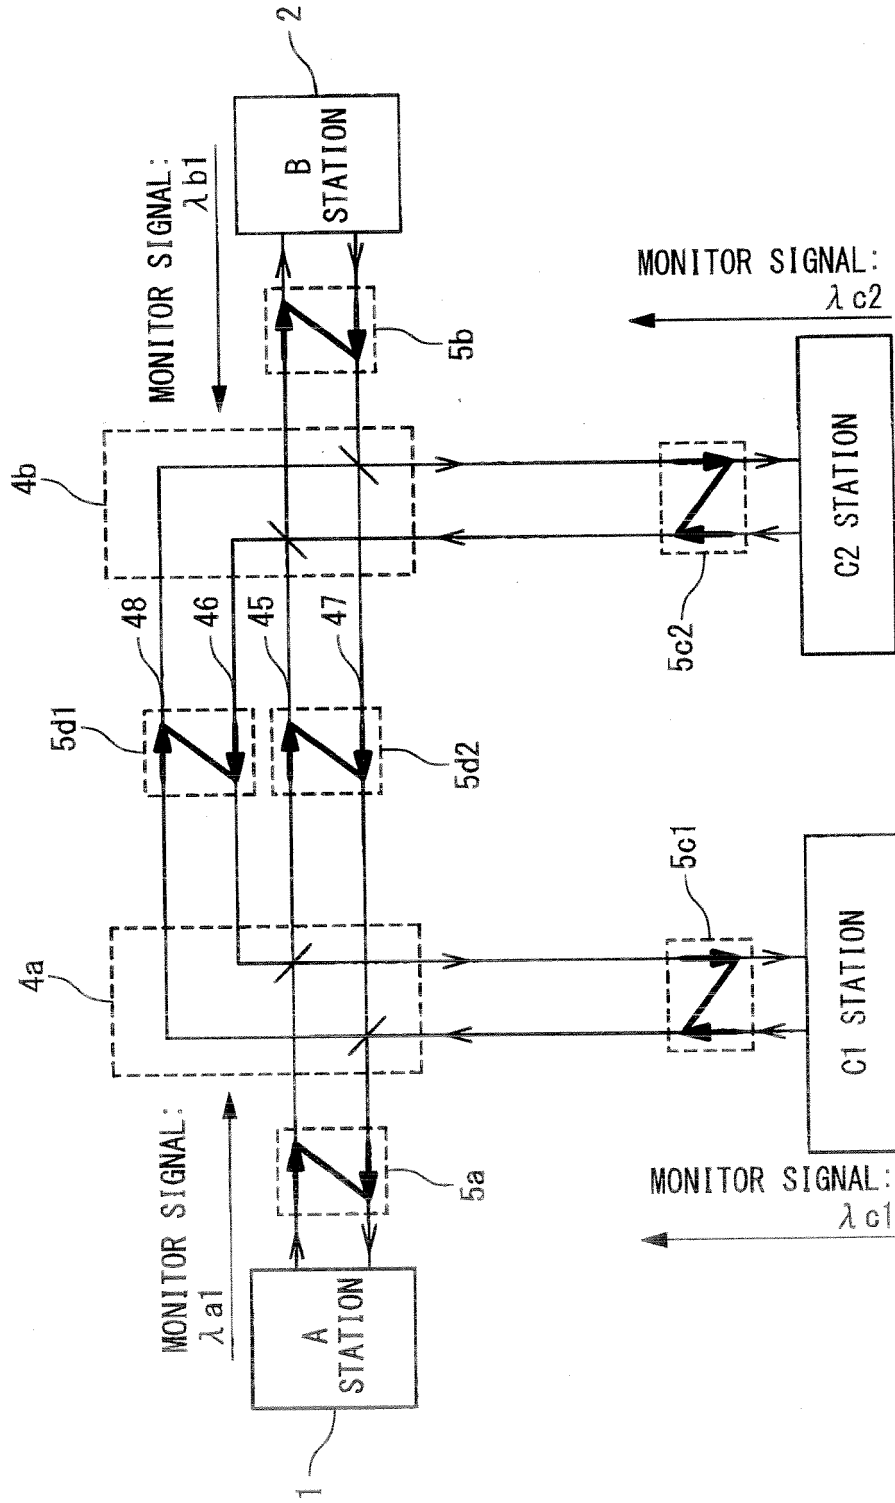 MONITOR SIGNAL:
λa1
MONITOR SIGNAL:
λb1
4a
4b
5d1
48
46
45
47
5d2
1
A
STATION
5a
5b
B
STATION
2
5c1
5c2
MONITOR SIGNAL:
λc1
C1 STATION
C2 STATION
MONITOR SIGNAL:
λc2